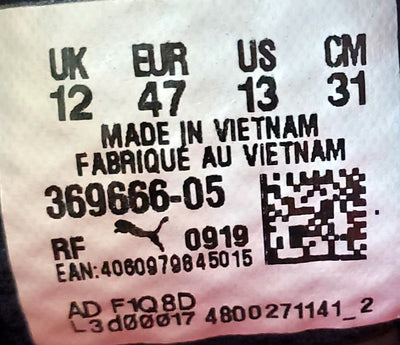 UK EUR US CM
12 47 13 31
MADE IN VIETNAM
FABRIQUÉ AU VIETNAM
369666-05
RF 0919
EAN:4060979845015
AD F1Q8D
L3d00017 4800271141_2